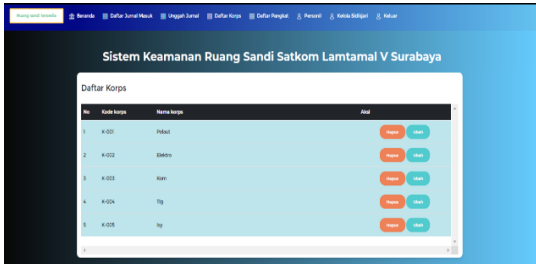 Ruang sandi tersedia Beranda Daftar Jurnal Masuk Unggah Jurnal Daftar Korps Daftar Pangkat Personil Kelola Sidikjari Keluar
Sistem Keamanan Ruang Sandi Satkom Lamtamal V Surabaya
Daftar Korps
No Kode korps Nama korps Aksi
1 K-001 Pelaut Hapus Ubah
2 K-002 Elektro Hapus Ubah
3 K-003 Kom Hapus Ubah
4 K-004 Ttg Hapus Ubah
5 K-005 Isy Hapus Ubah